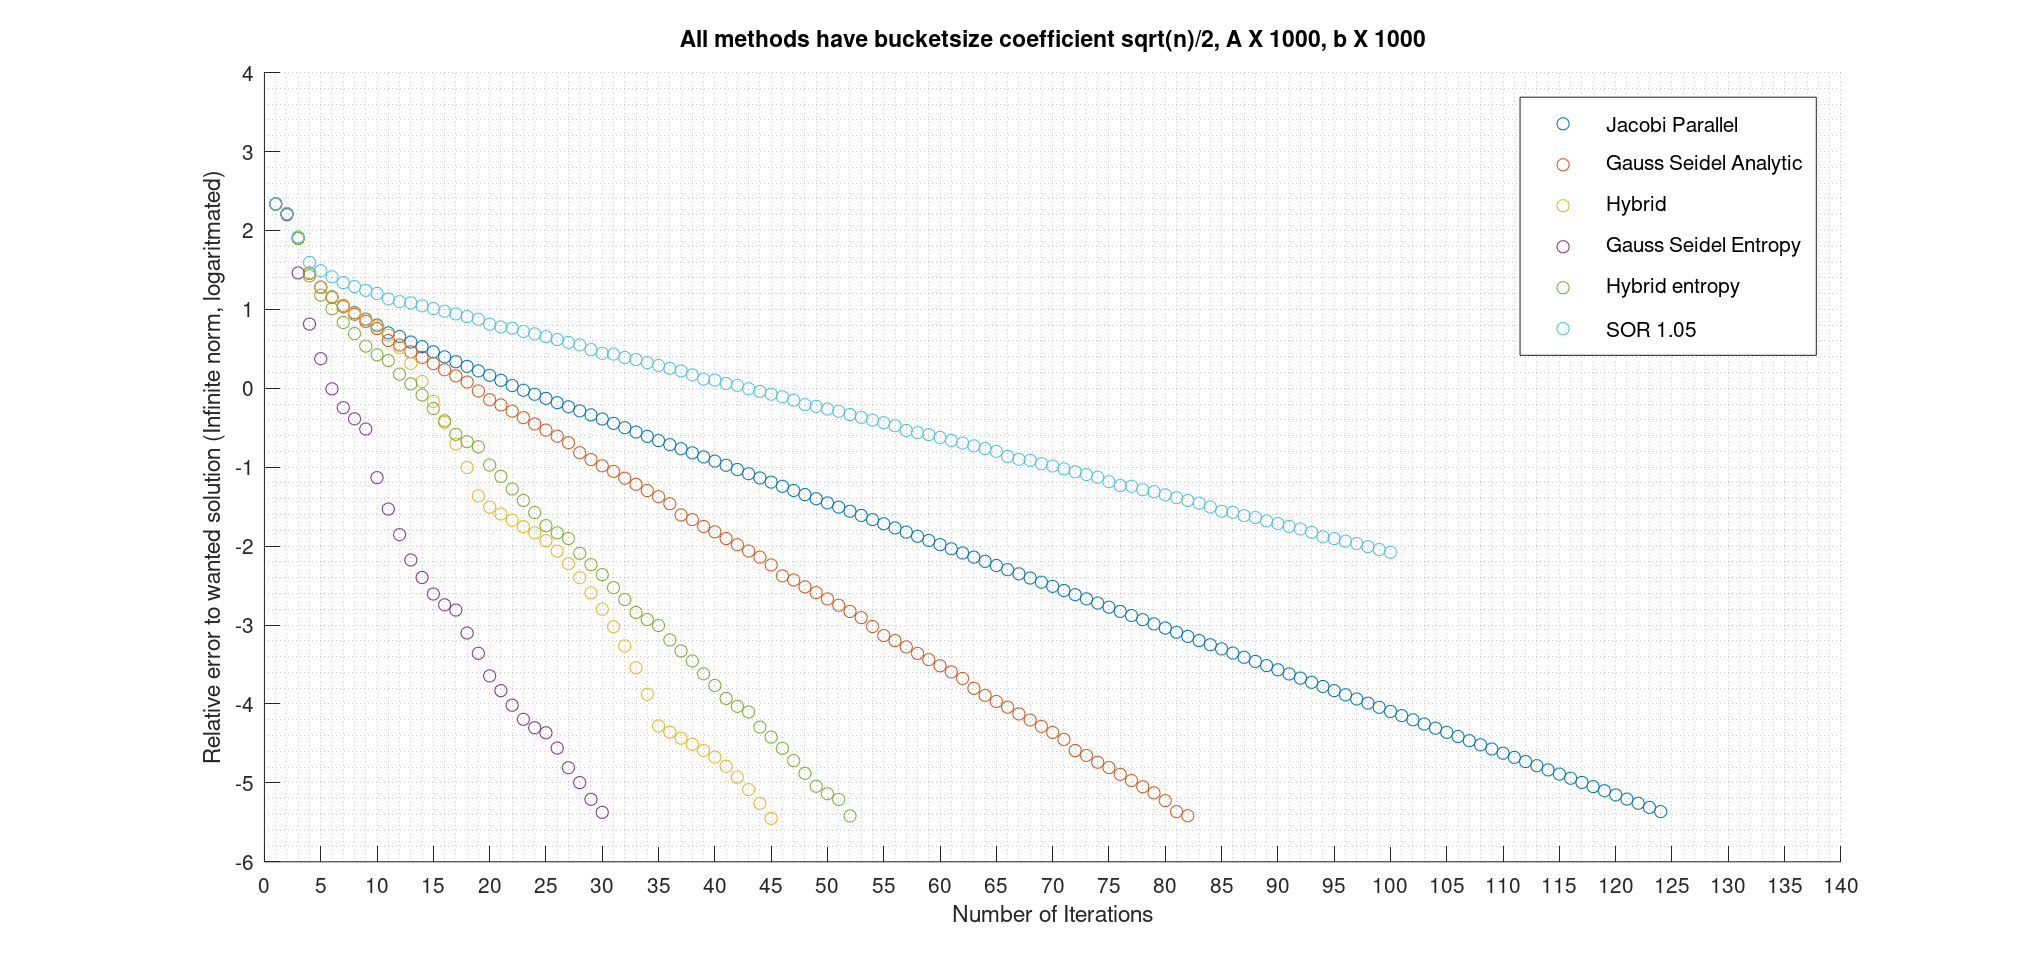 All methods have bucketsize coefficient sqrt(n)/2, A X 1000, b X 1000
Relative error to wanted solution (Infinite norm, logaritmated)
4
3
2
1
0
-1
-2
-3
-4
-5
-6
Jacobi Parallel
Gauss Seidel Analytic
Hybrid
Gauss Seidel Entropy
Hybrid entropy
SOR 1.05
0 5 10 15 20 25 30 35 40 45 50 55 60 65 70 75 80 85 90 95 100 105 110 115 120 125 130 135 140
Number of Iterations